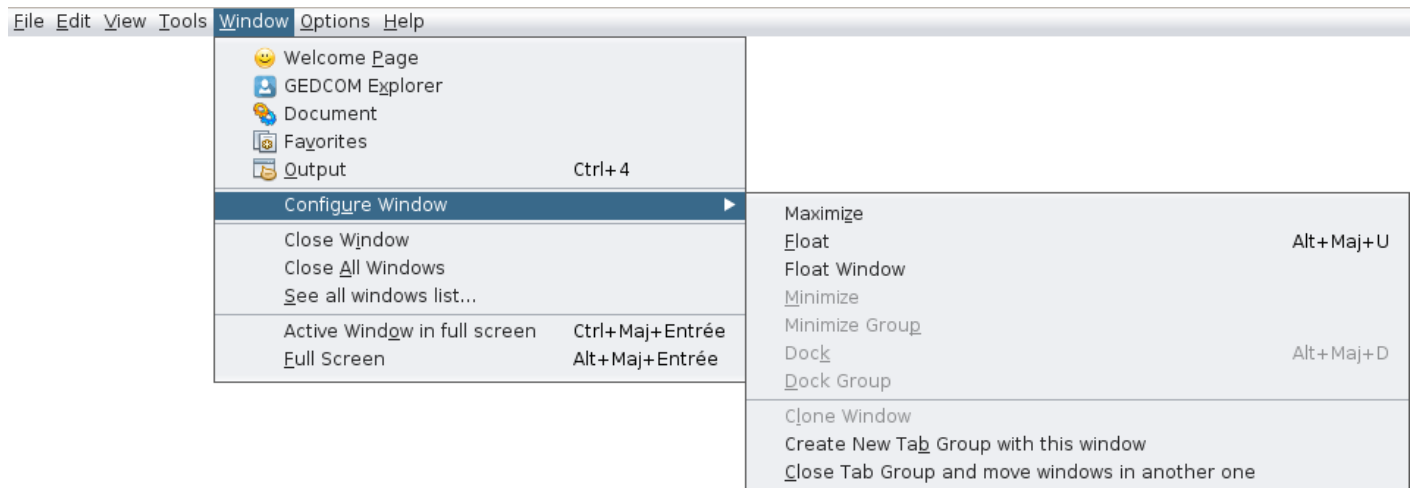 File Edit View Tools Window Options Help
Welcome Page
GEDCOM Explorer
Document
Favorites
Output Ctrl+4
Configure Window
Close Window
Close All Windows
See all windows list...
Active Window in full screen Ctrl+Maj+Entrée
Full Screen Alt+Maj+Entrée
Maximize
Float Alt+Maj+U
Float Window
Minimize
Minimize Group
Dock Alt+Maj+D
Dock Group
Clone Window
Create New Tab Group with this window
Close Tab Group and move windows in another one